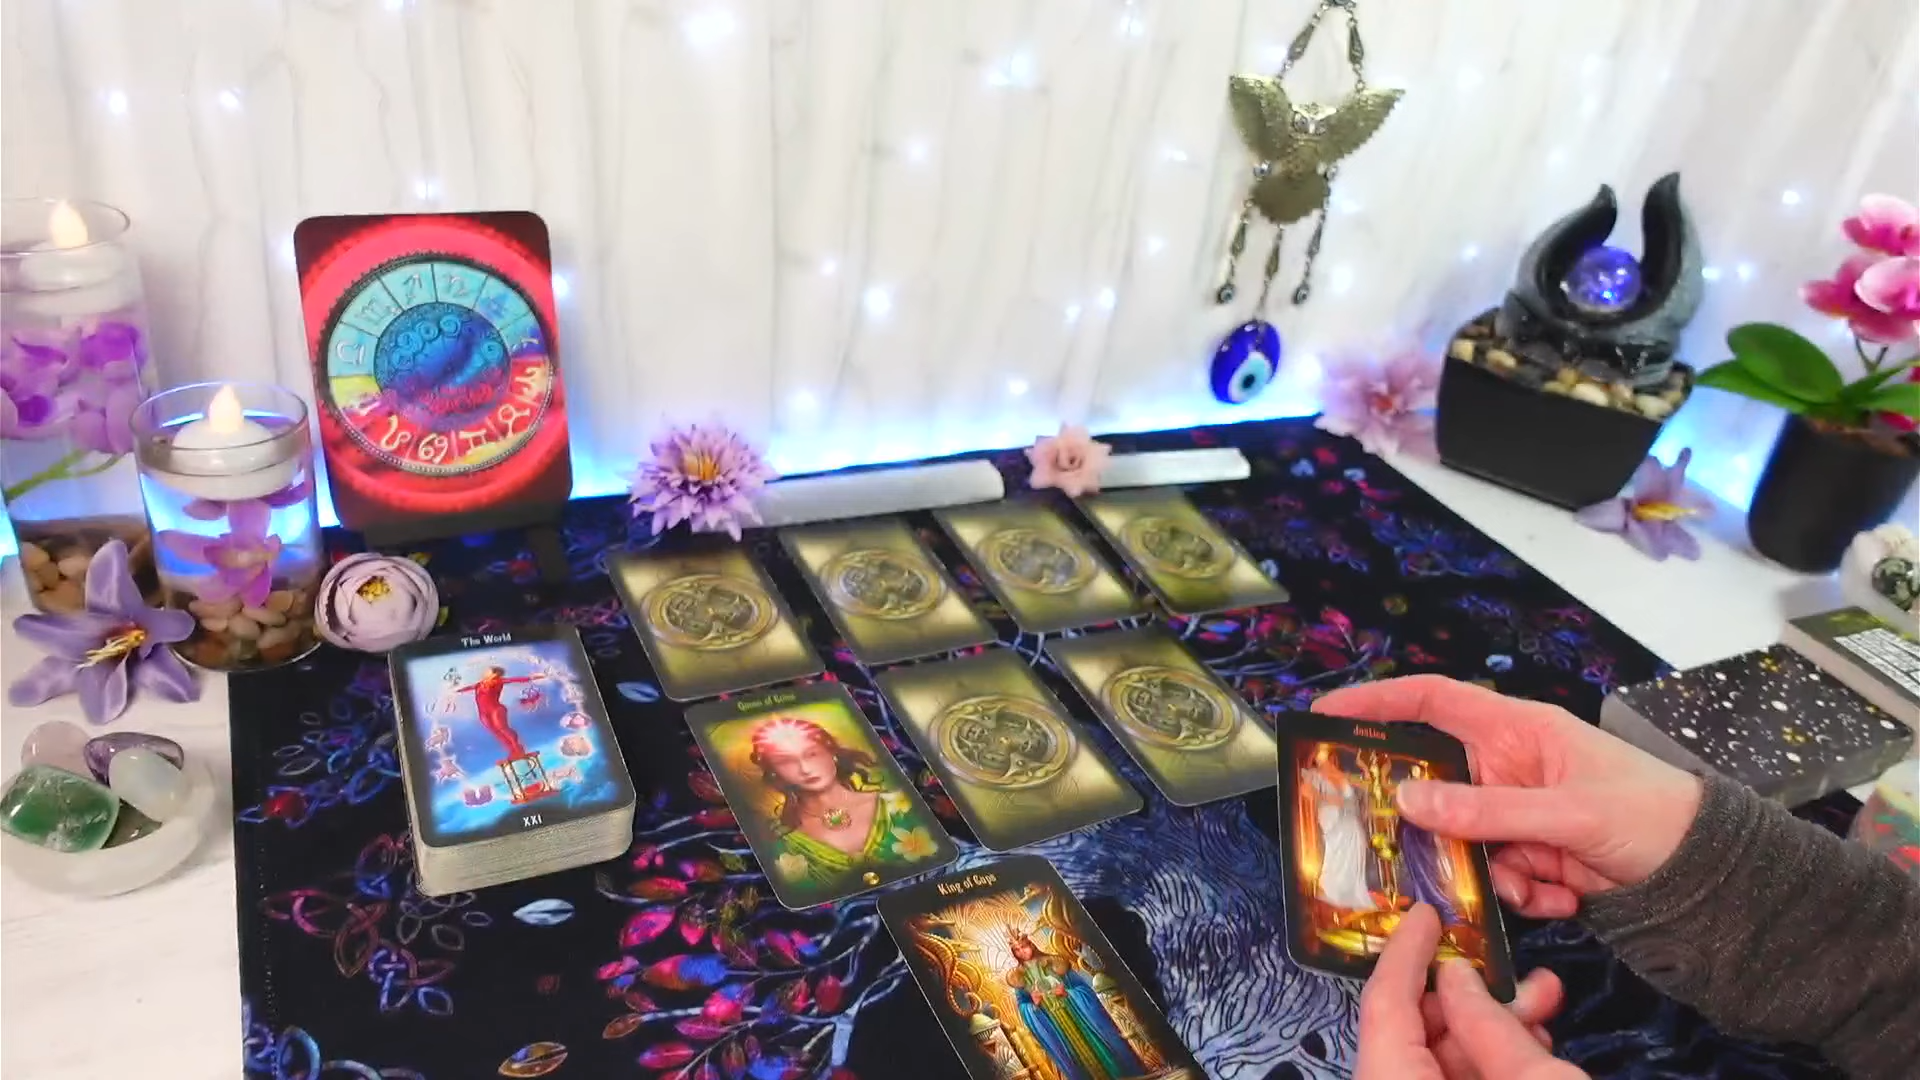 The World
XXI
Queen of Coins
King of Cups
Justice